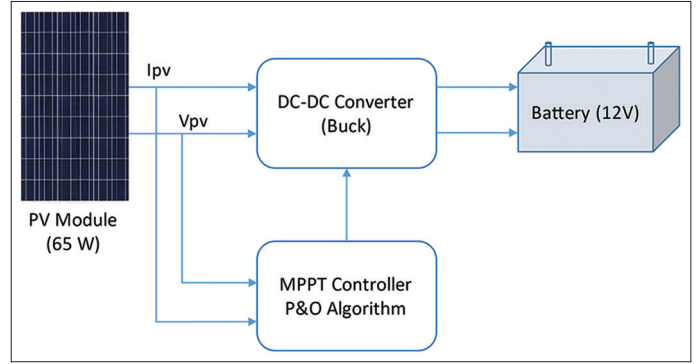 Ipv
Vpv
PV Module
(65 W)
DC-DC Converter
(Buck)
Battery (12V)
MPPT Controller
P&O Algorithm